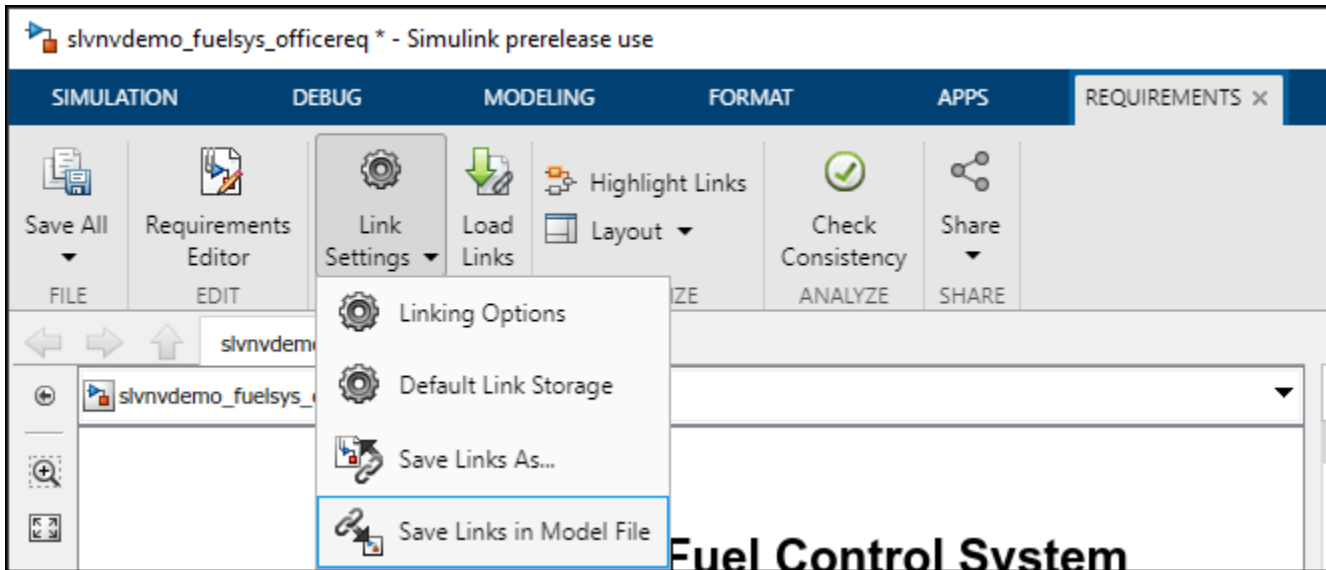 slvnvdemo_fuelsys_officereq * - Simulink prerelease use
SIMULATION DEBUG MODELING FORMAT APPS REQUIREMENTS ×
Save All
Requirements
Editor
Link
Settings
Load
Links
Highlight Links
Layout
Check
Consistency
Share
FILE EDIT ANALYZE SHARE
Linking Options
Default Link Storage
Save Links As...
Save Links in Model File
slvnvdem
slvnvdemo_fuelsys_
Fuel Control System